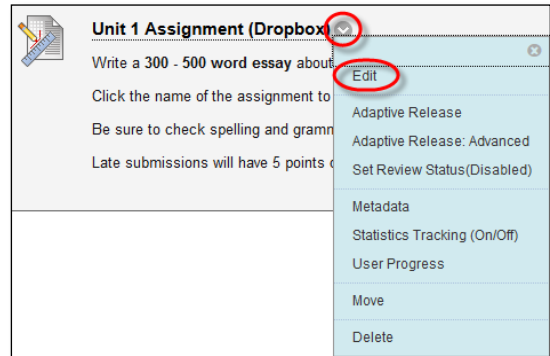 Unit 1 Assignment (Dropbox)
Write a 300 - 500 word essay about
Click the name of the assignment to
Be sure to check spelling and gramm
Late submissions will have 5 points
Edit
Adaptive Release
Adaptive Release: Advanced
Set Review Status(Disabled)
Metadata
Statistics Tracking (On/Off)
User Progress
Move
Delete